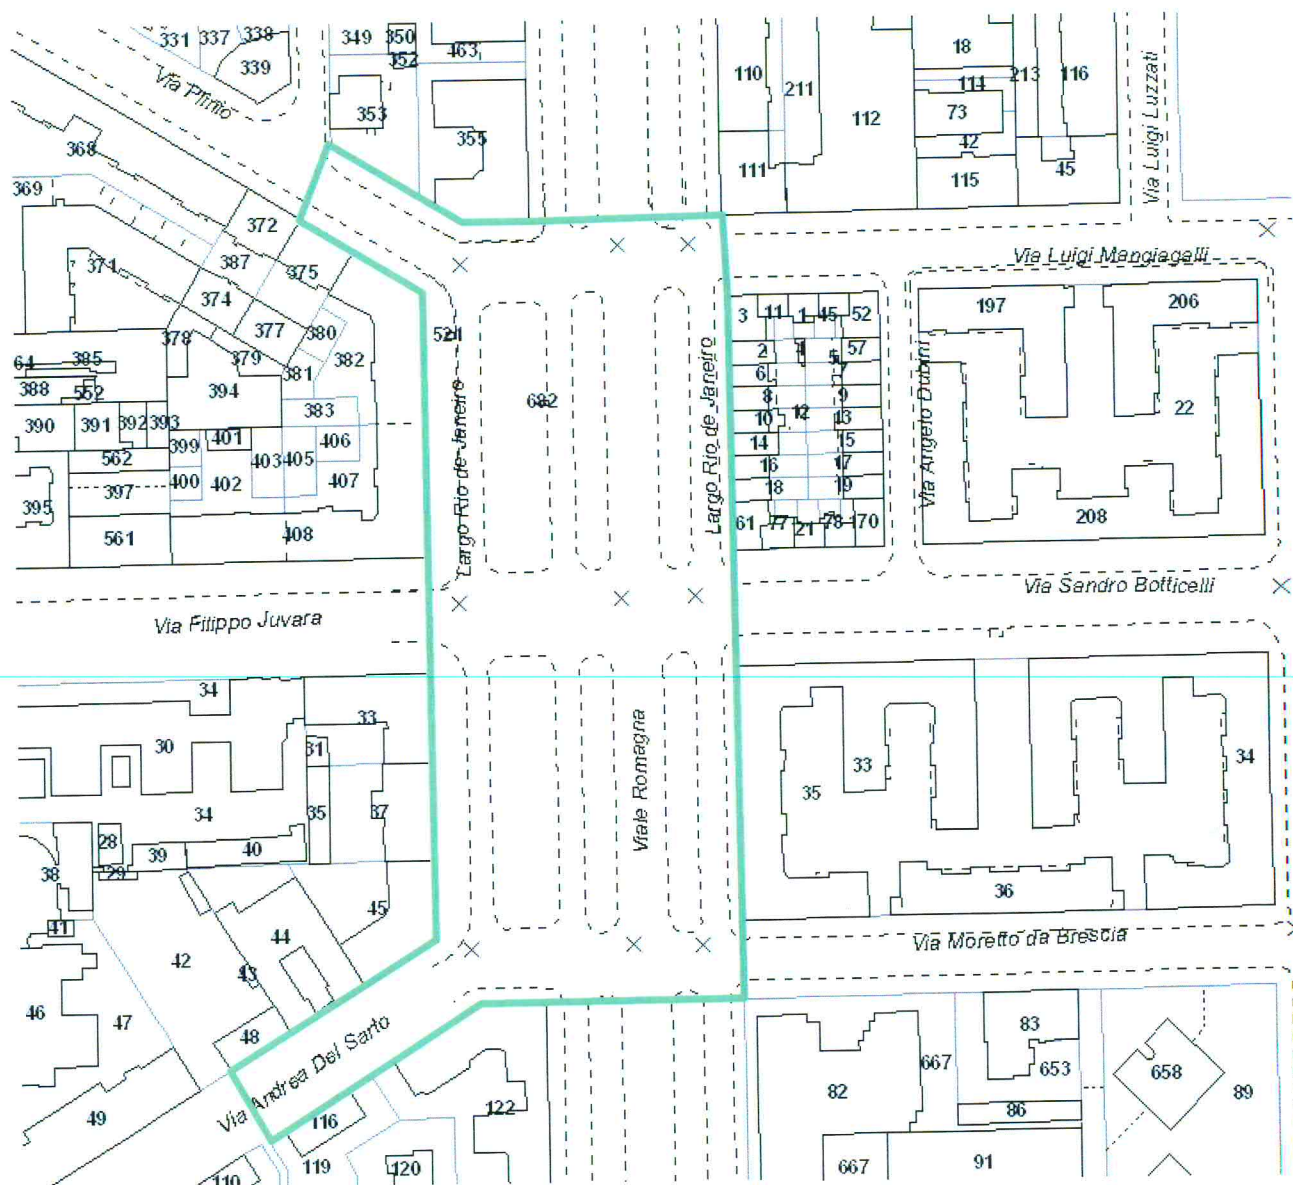 331 337 338 349 350
339 352 463
Via Plinio
353 355
368
369
372
371 387 375
374
377 380
378 379 382
64 385 381
388 552 394
390 391 392 393 383
399 401 406
562 403 405
400 402 407
397
395
561 408
521
682
Largo Rio de Janeiro
Largo Rio de Janeiro
18
110 114 213 116
211 73
112 42
111 115 45
Via Luigi Luzzati
Via Luigi Mangiagalli
3 11 1 45 52
2 4 57
6 5 7
8 9
10 12 13
14 15
16 17
18 19
61 77 21 78 170
Via Angelo Dubini
197 206
22
208
Via Sandro Botticelli
Via Filippo Juvara
34
33
30 31
34 35 37
28
39 40
38 29
41 45
42 44
43
46 47
48
49
Viale Romagna
33 34
35
36
Via Moretto da Brescia
Via Andrea Del Sarto
116 122
119 120
110
83
667 653 658
82 86 89
667 91